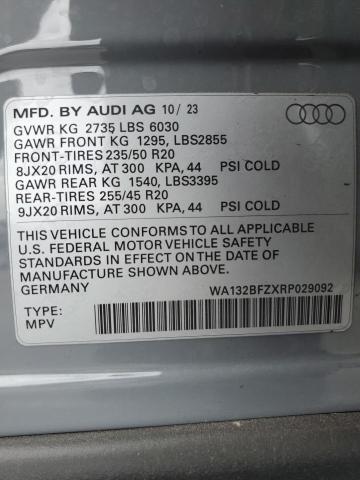 MFD. BY AUDI AG 10/ 23
GVWR KG 2735 LBS 6030
GAWR FRONT KG 1295, LBS2855
FRONT-TIRES 235/50 R20
8JX20 RIMS, AT 300 KPA, 44 PSI COLD
GAWR REAR KG 1540, LBS3395
REAR-TIRES 255/45 R20
9JX20 RIMS, AT 300 KPA, 44 PSI COLD
THIS VEHICLE CONFORMS TO ALL APPLICABLE
U.S. FEDERAL MOTOR VEHICLE SAFETY
STANDARDS IN EFFECT ON THE DATE OF
MANUFACTURE SHOWN ABOVE.
GERMANY WA132BFZXRP029092
TYPE:
MPV